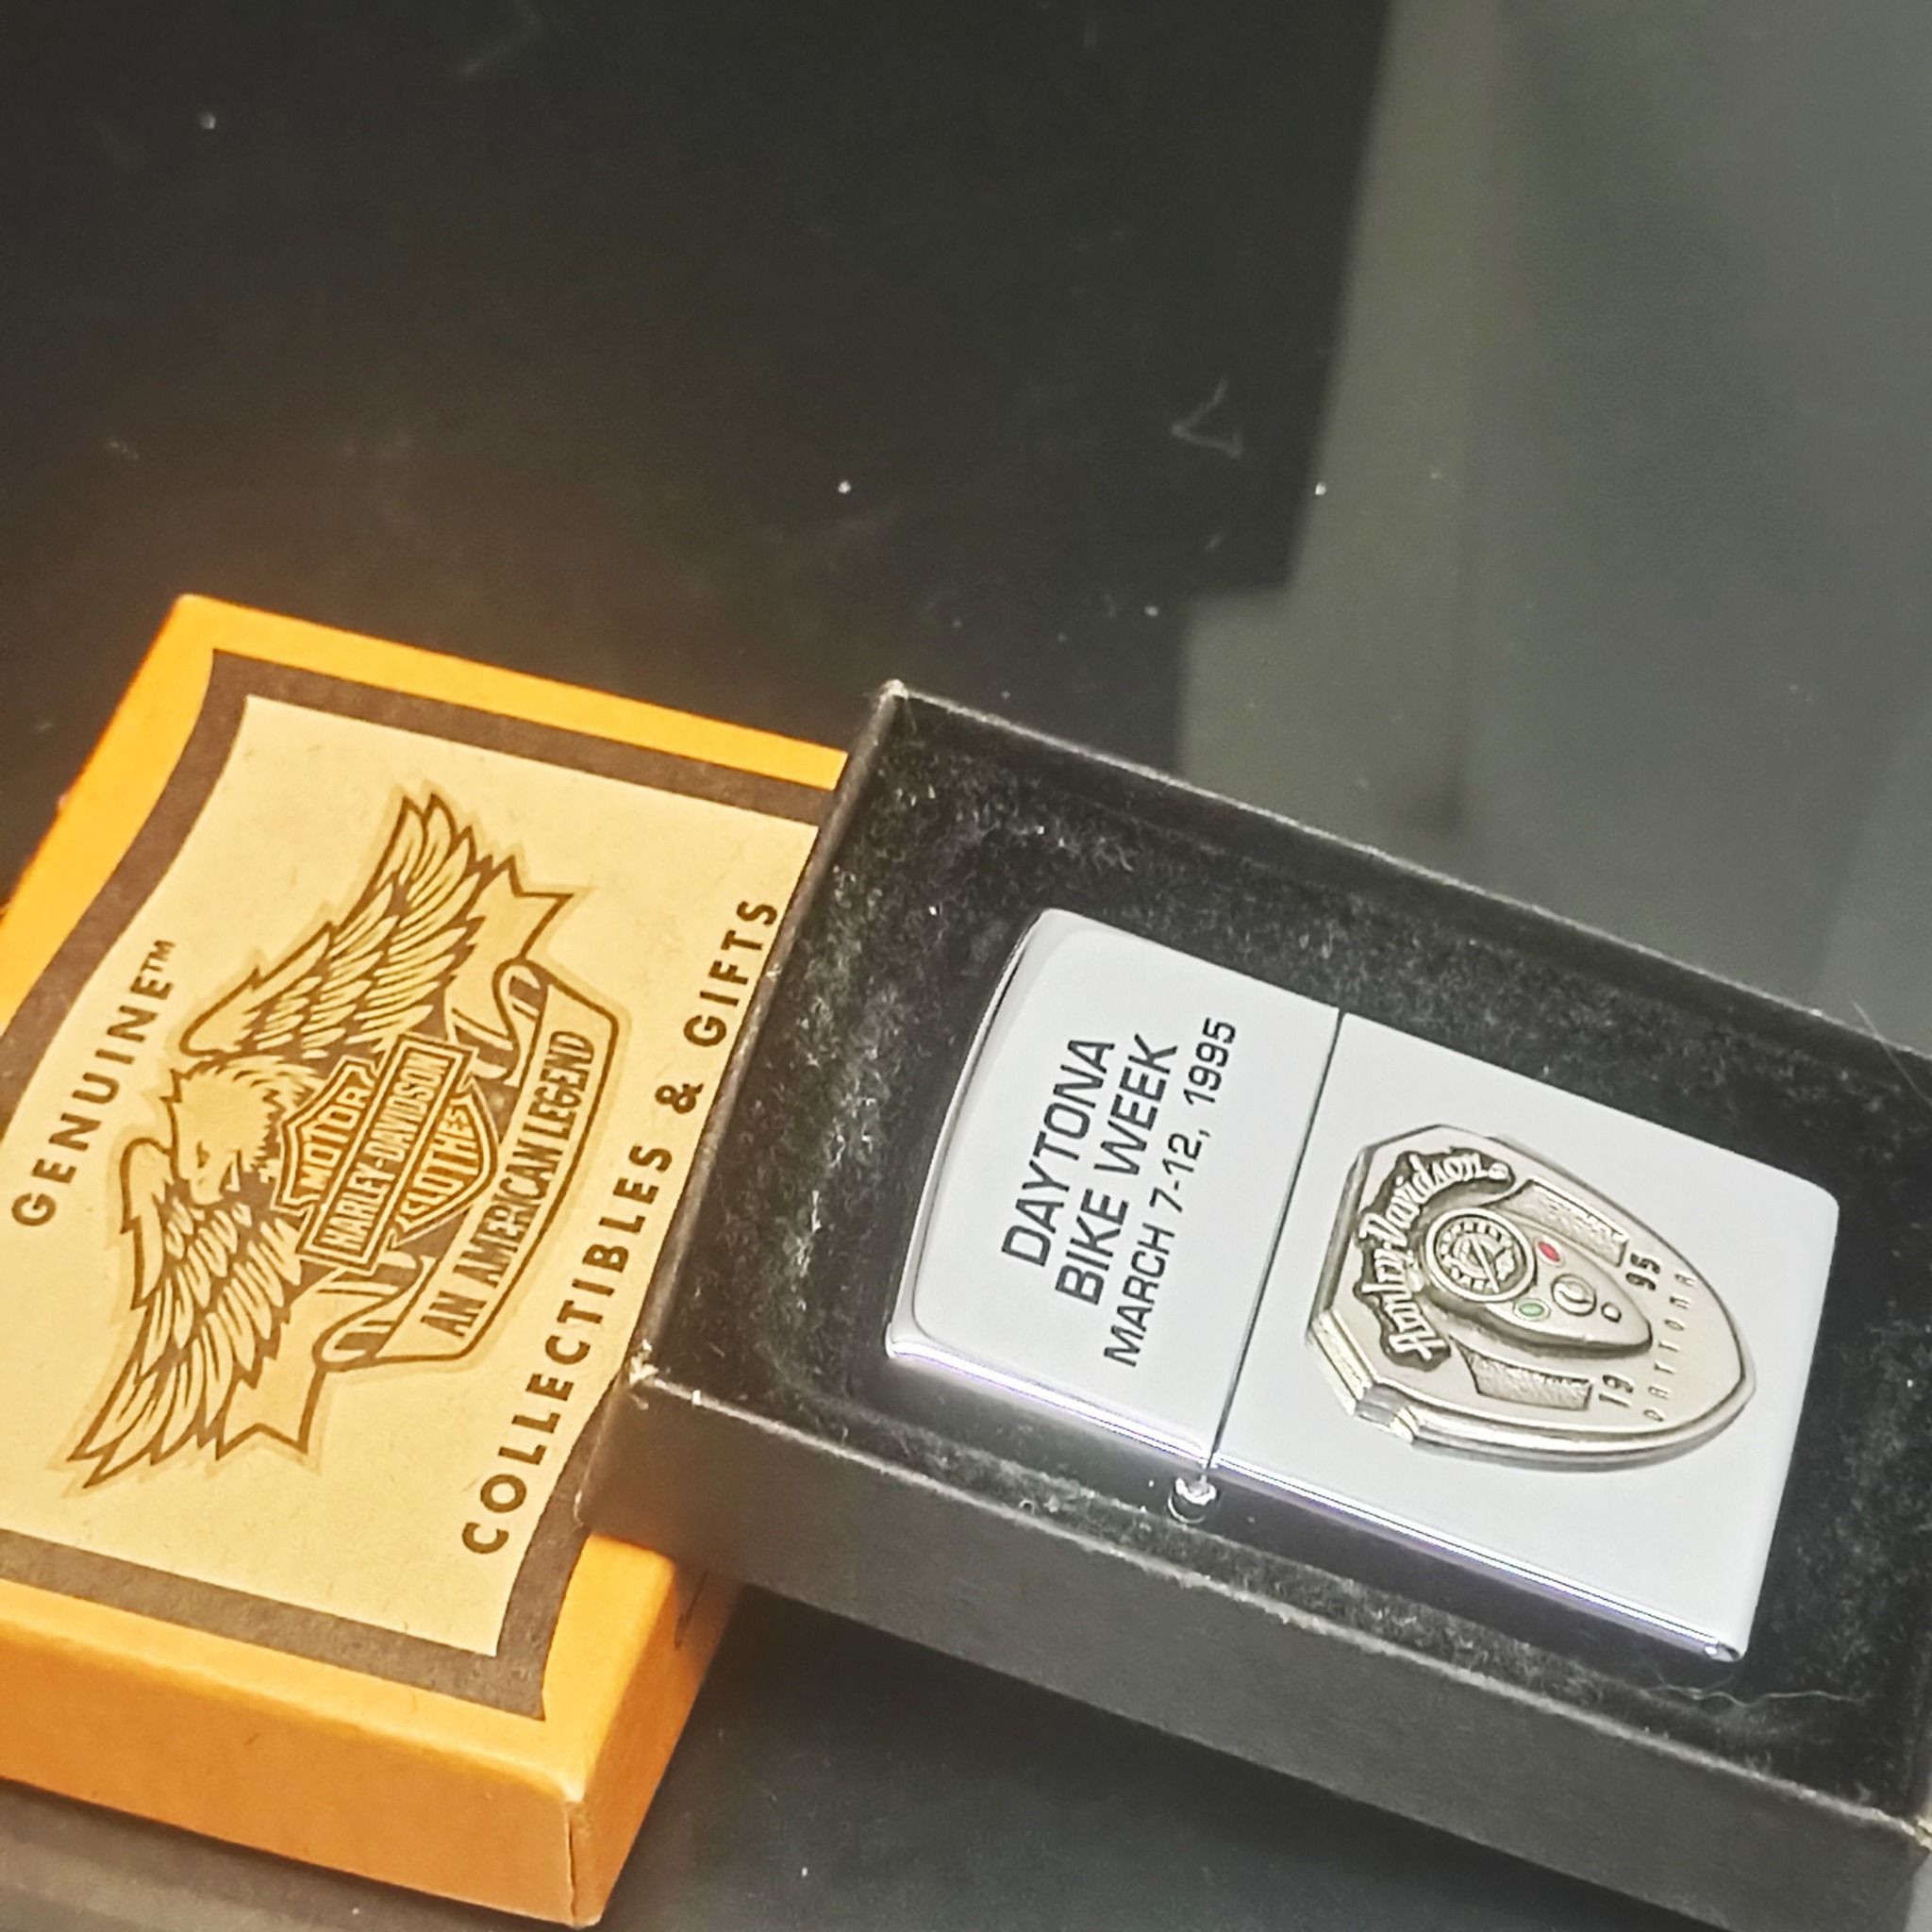 GENUINE™
MOTOR
HARLEY-DAVIDSON
CLOTHES
AN AMERICAN LEGEND
COLLECTIBLES & GIFTS
DAYTONA
BIKE WEEK
MARCH 7-12, 1995
Harley-Davidson
19 95
DAYTONA